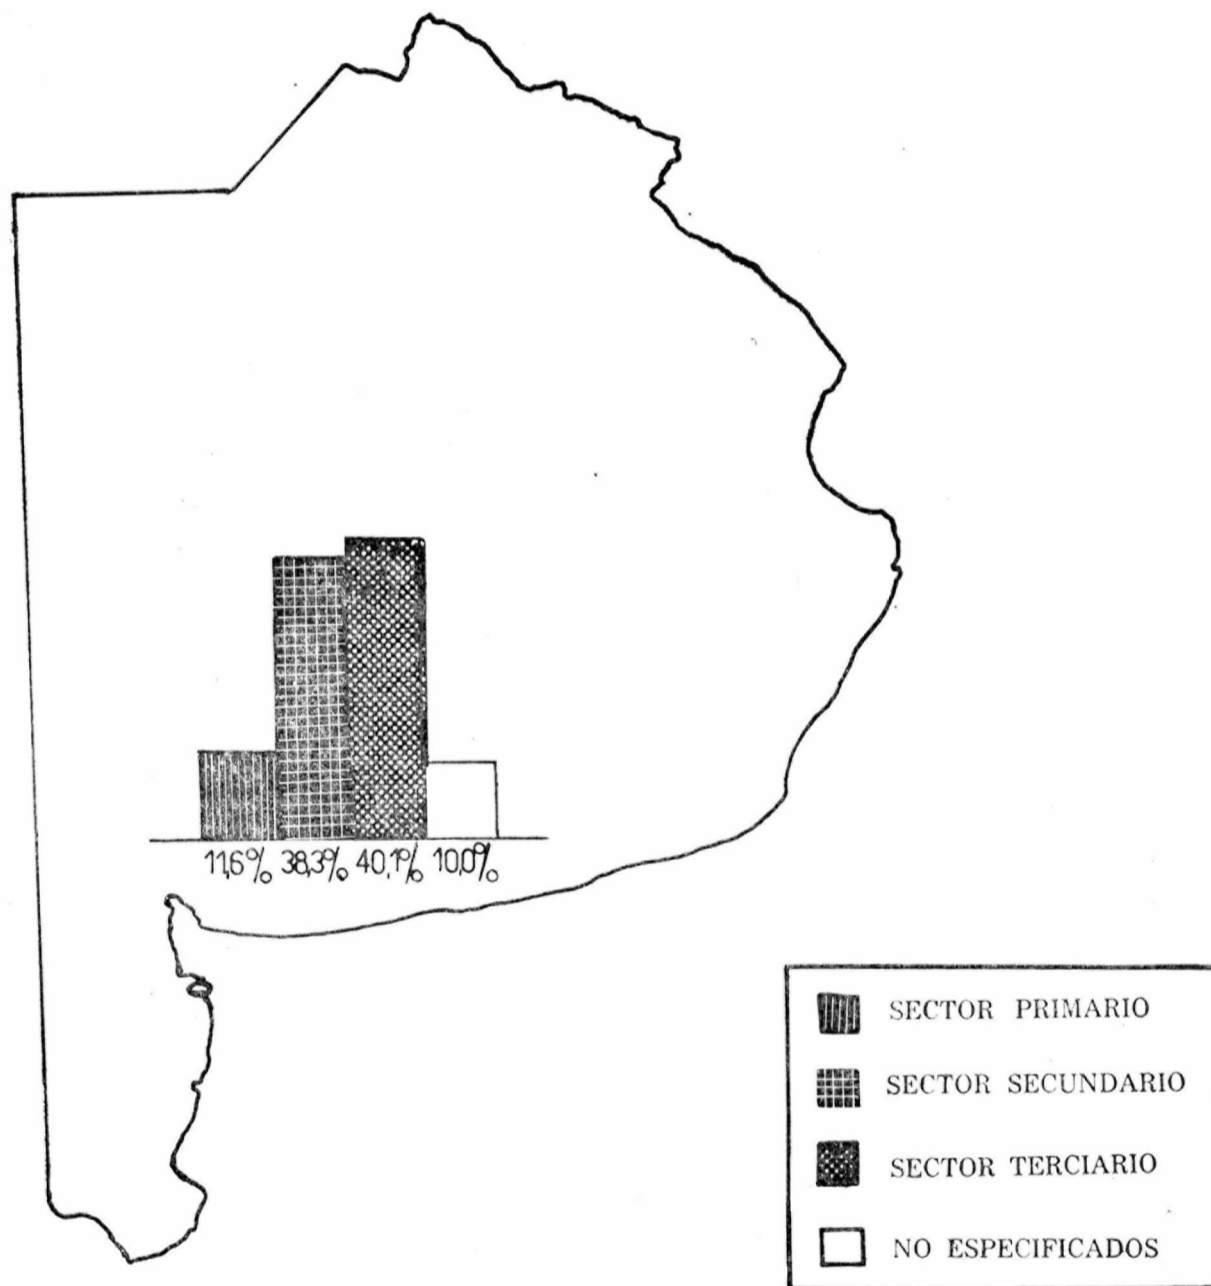 11,6% 38,3% 40,1% 10,0%
SECTOR PRIMARIO
SECTOR SECUNDARIO
SECTOR TERCIARIO
NO ESPECIFICADOS